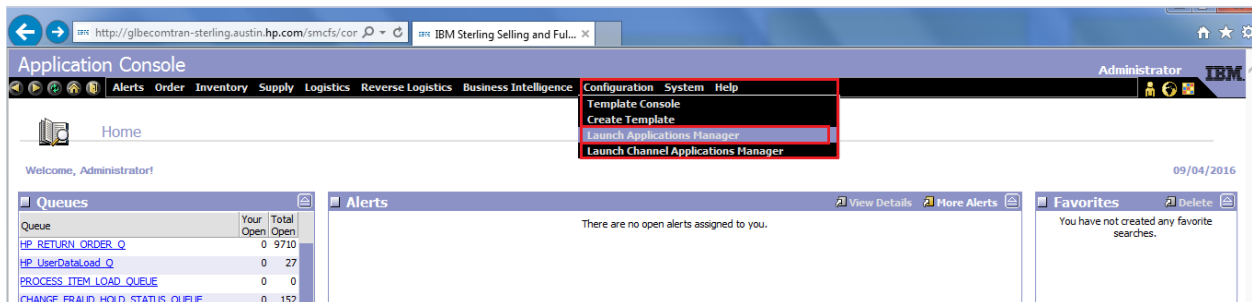 http://glbecomtran-sterling.austin.hp.com/smcfs/cor
IBM Sterling Selling and Ful...
Application Console
Administrator
IBM
Alerts Order Inventory Supply Logistics Reverse Logistics Business Intelligence Configuration System Help
Template Console
Create Template
Launch Applications Manager
Launch Channel Applications Manager
Home
Welcome, Administrator!
09/04/2016
Queues
Queue Your Open Total Open
HP_RETURN_ORDER_Q 0 9710
HP_UserDataLoad_Q 0 27
PROCESS_ITEM_LOAD_QUEUE 0 0
CHANGE_FRAUD_HOLD_STATUS_QUEUE 0 152
Alerts View Details More Alerts
There are no open alerts assigned to you.
Favorites Delete
You have not created any favorite
searches.